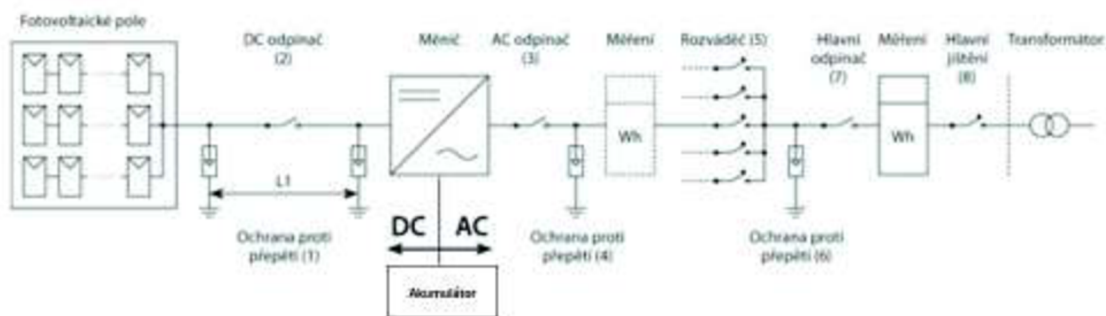 Fotovoltaické pole
DC odpínač
(2)
Měnič
AC odpínač
(3)
Měření
Rozváděč (5)
Hlavní
odpínač
(7)
Měření
Hlavní
jištění
(8)
Transformátor
Wh
Wh
L1
DC AC
Ochrana proti
přepětí (1)
Ochrana proti
přepětí (4)
Ochrana proti
přepětí (6)
Akumulátor